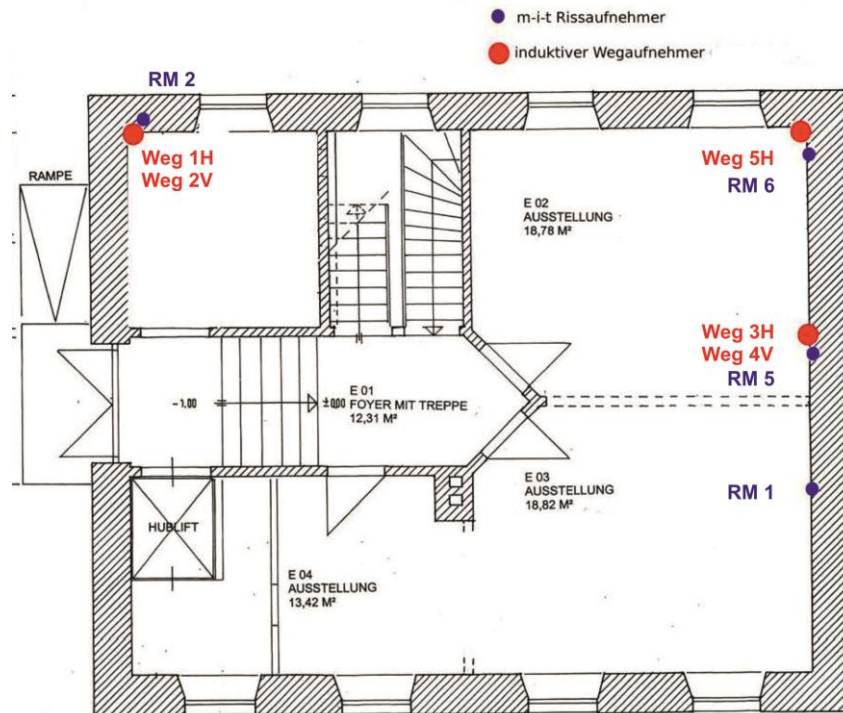 m-i-t Rissaufnehmer
induktiver Wegaufnehmer
RM 2
Weg 1H
Weg 2V
RAMPE
Weg 5H
RM 6
E 02
AUSSTELLUNG
18,78 M²
Weg 3H
Weg 4V
RM 5
-1.00
±0.00
E 01
FOYER MIT TREPPE
12,31 M²
E 03
AUSSTELLUNG
18,82 M²
RM 1
HUBLIFT
E 04
AUSSTELLUNG
13,42 M²